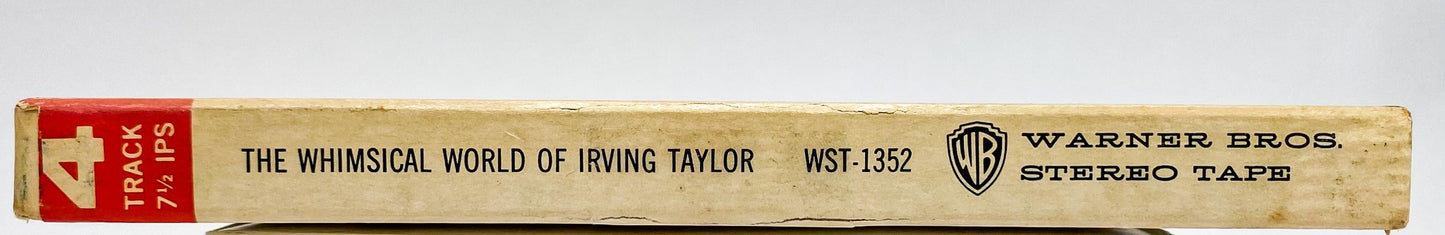 4
TRACK
7½ IPS
THE WHIMSICAL WORLD OF IRVING TAYLOR WST-1352
WB
WARNER BROS.
STEREO TAPE